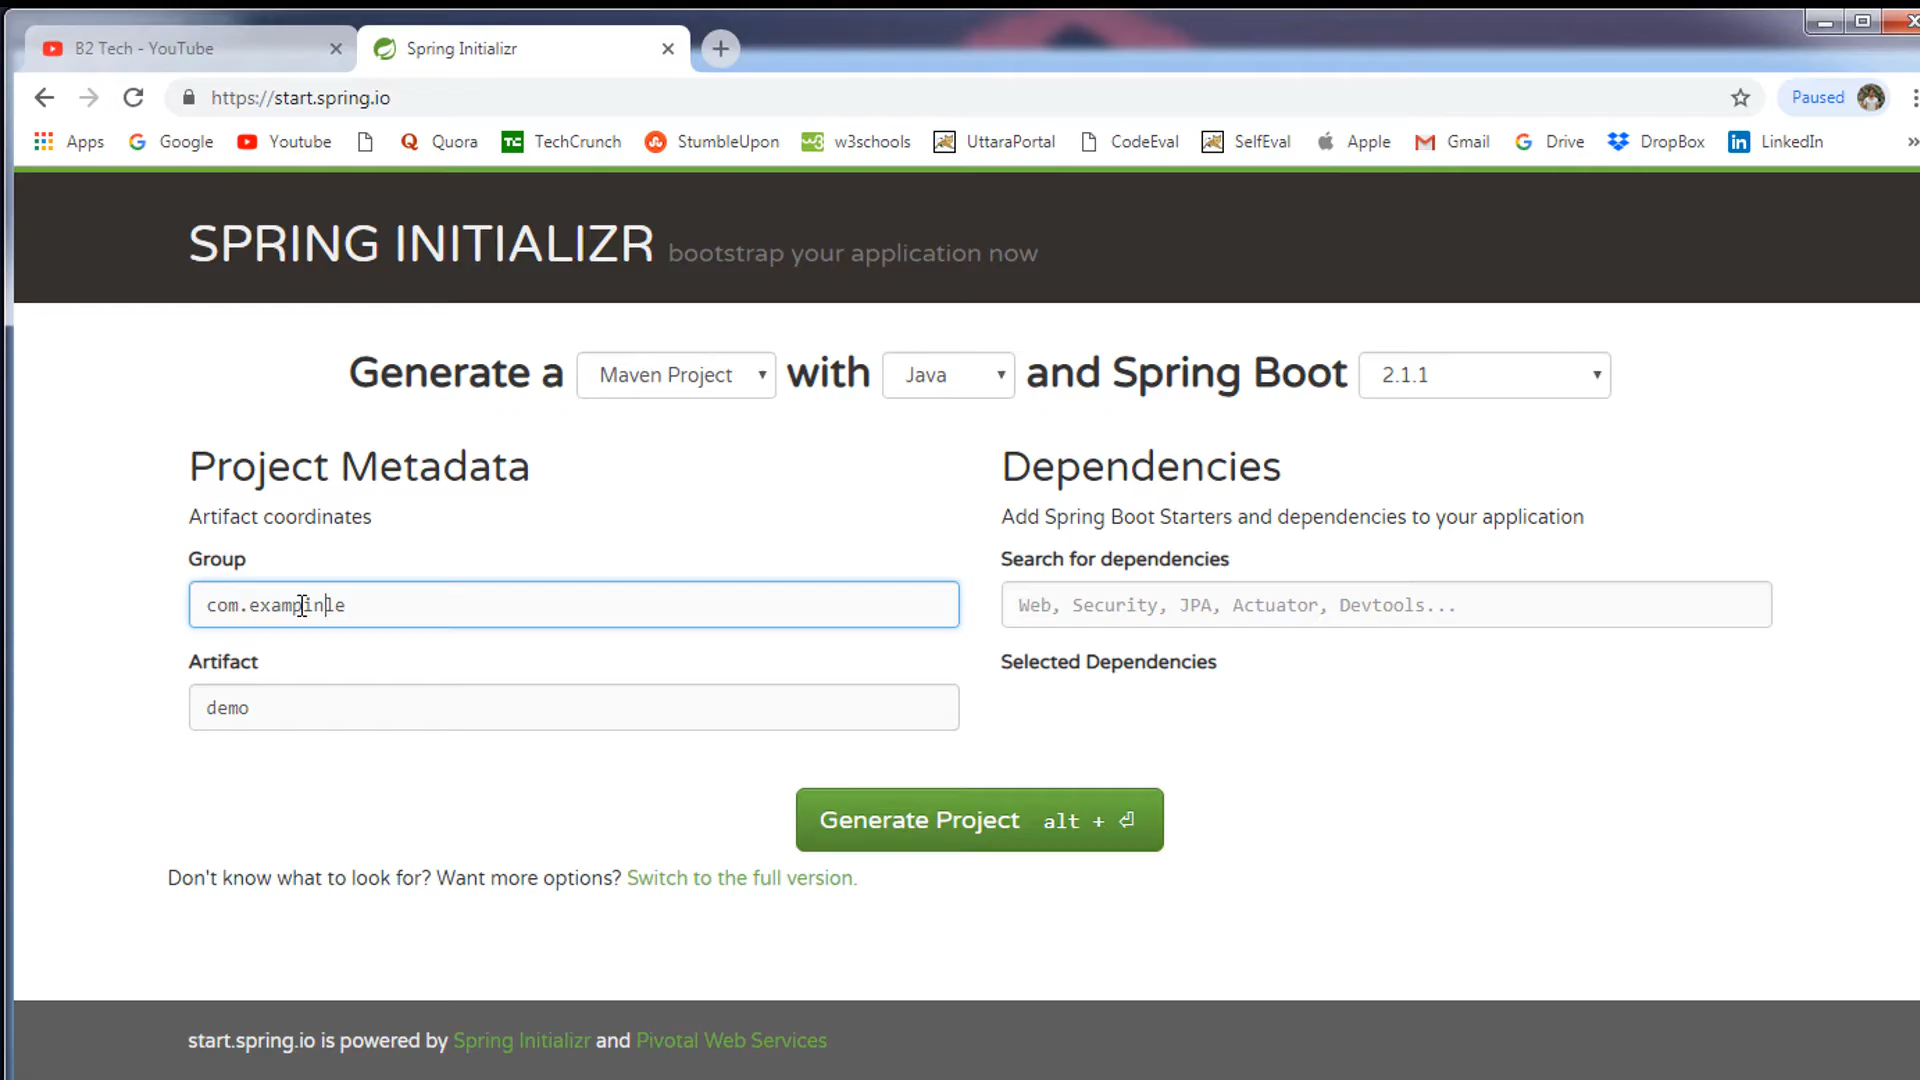 B2 Tech - YouTube
Spring Initializr
https://start.spring.io
Paused
Apps
Google
Youtube
Quora
TechCrunch
StumbleUpon
w3schools
UttaraPortal
CodeEval
SelfEval
Apple
Gmail
Drive
DropBox
LinkedIn
»
SPRING INITIALIZR bootstrap your application now
Generate a Maven Project with Java and Spring Boot 2.1.1
Project Metadata
Artifact coordinates
Group
com.exampinle
Artifact
demo
Dependencies
Add Spring Boot Starters and dependencies to your application
Search for dependencies
Web, Security, JPA, Actuator, Devtools...
Selected Dependencies
Generate Project alt + ⏎
Don't know what to look for? Want more options? Switch to the full version.
start.spring.io is powered by Spring Initializr and Pivotal Web Services